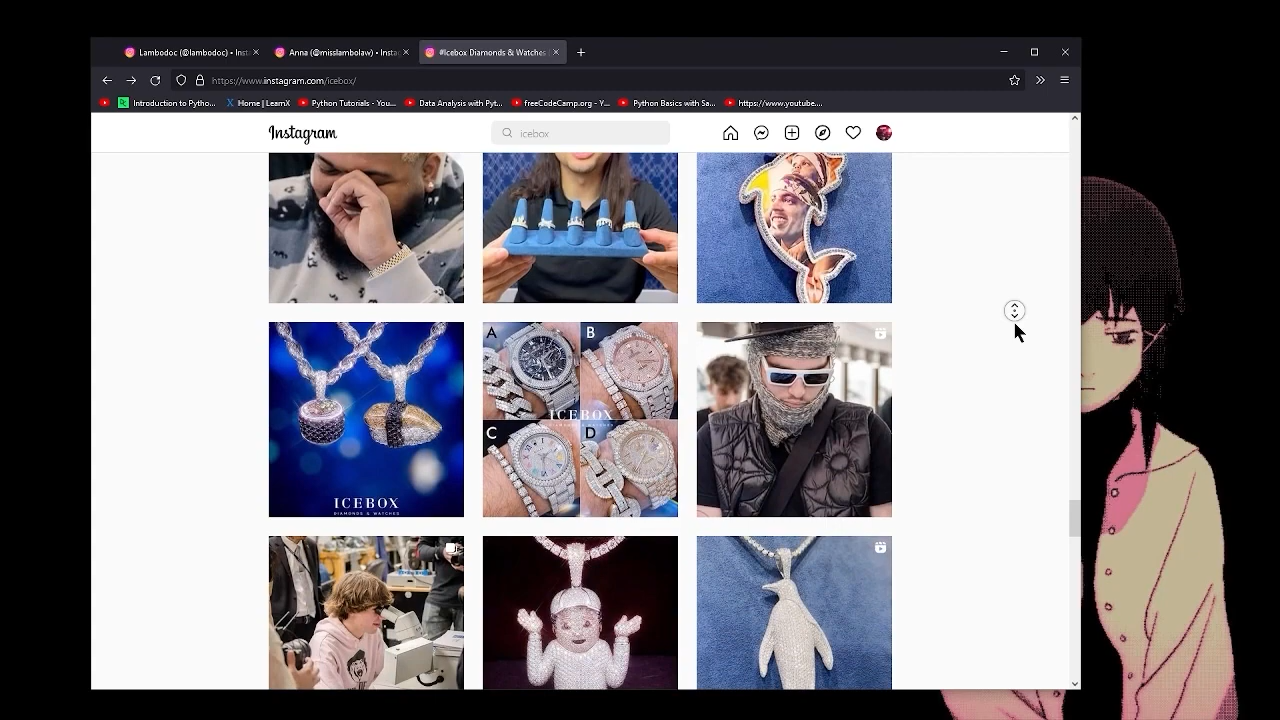 Lambodoc (@lambodoc) • Inst
Anna (@misslambolaw) • Insta
#Icebox Diamonds & Watches |
https://www.instagram.com/icebox/
Introduction to Pytho...
Home | LearnX
Python Tutorials - You...
Data Analysis with Pyt...
freeCodeCamp.org - Y...
Python Basics with Sa...
https://www.youtube....
Instagram
icebox
A
B
ICEBOX
C
D
ICEBOX
DIAMONDS & WATCHES